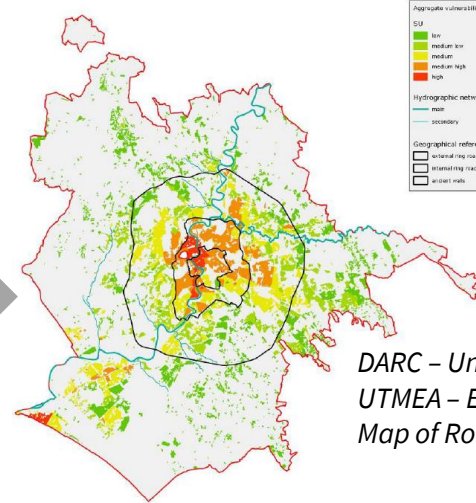 Aggregate vulnerabili
SU
low
medium low
medium
medium high
high
Hydrographic netw
main
secondary
Geographical refere
external ring roa
internal ring road
ancient walls
DARC – Un
UTMEA – E
Map of Ro